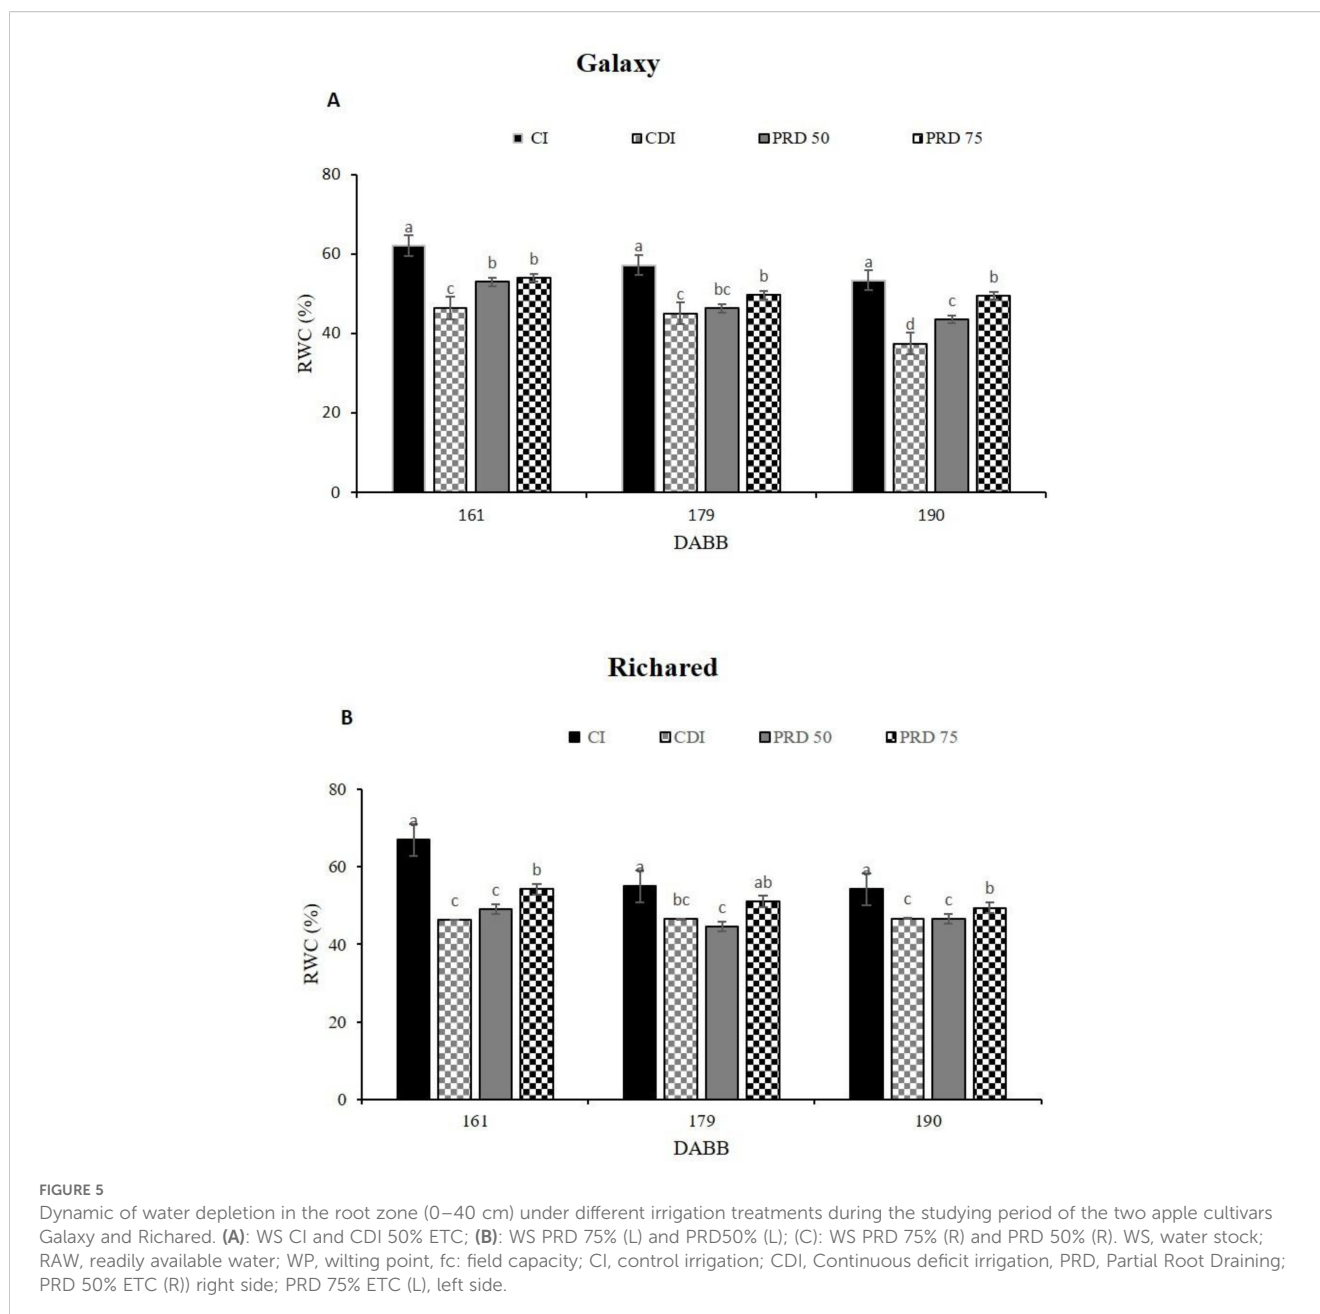 Galaxy
A
CI CDI PRD 50 PRD 75
80
60
40
20
0
RWC (%)
a c b b
a c bc b
a d c b
161 179 190
DABB
Richared
B
CI CDI PRD 50 PRD 75
80
60
40
20
0
RWC (%)
a c c b
a bc c ab
a c c b
161 179 190
DABB
FIGURE 5
Dynamic of water depletion in the root zone (0–40 cm) under different irrigation treatments during the studying period of the two apple cultivars
Galaxy and Richared. (A): WS CI and CDI 50% ETC; (B): WS PRD 75% (L) and PRD50% (L); (C): WS PRD 75% (R) and PRD 50% (R). WS, water stock;
RAW, readily available water; WP, wilting point, fc: field capacity; CI, control irrigation; CDI, Continuous deficit irrigation, PRD, Partial Root Draining;
PRD 50% ETC (R)) right side; PRD 75% ETC (L), left side.